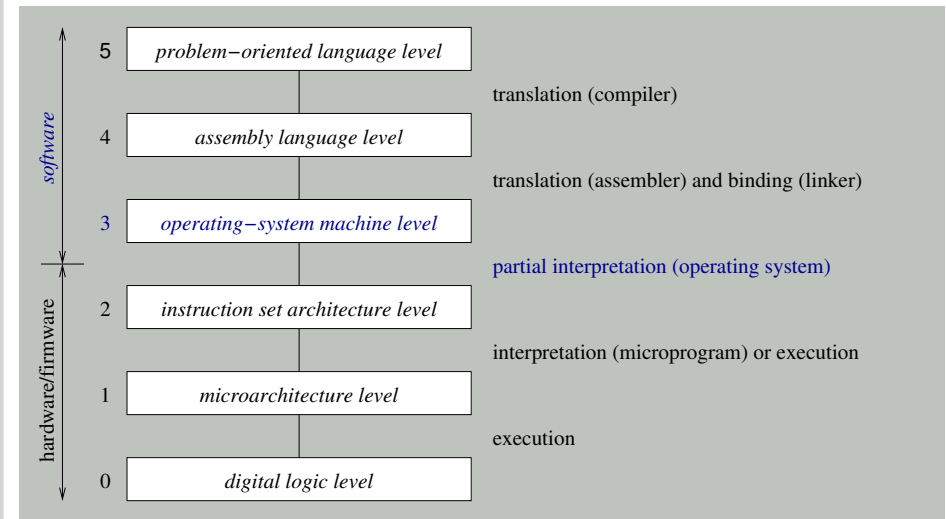 5 problem−oriented language level
translation (compiler)
4 assembly language level
translation (assembler) and binding (linker)
3 operating−system machine level
partial interpretation (operating system)
2 instruction set architecture level
interpretation (microprogram) or execution
1 microarchitecture level
execution
0 digital logic level
software
hardware/firmware